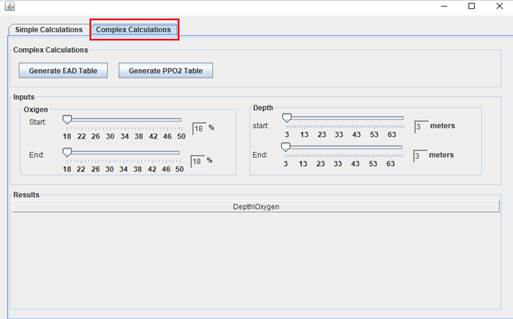 Simple Calculations Complex Calculations
Complex Calculations
Generate EAD Table Generate PPO2 Table
Inputs
Oxigen
Start:
18 %
18 22 26 30 34 38 42 46 50
End:
18 %
18 22 26 30 34 38 42 46 50
Depth
start:
3 meters
3 13 23 33 43 53 63
End:
3 meters
3 13 23 33 43 53 63
Results
Depth\Oxygen